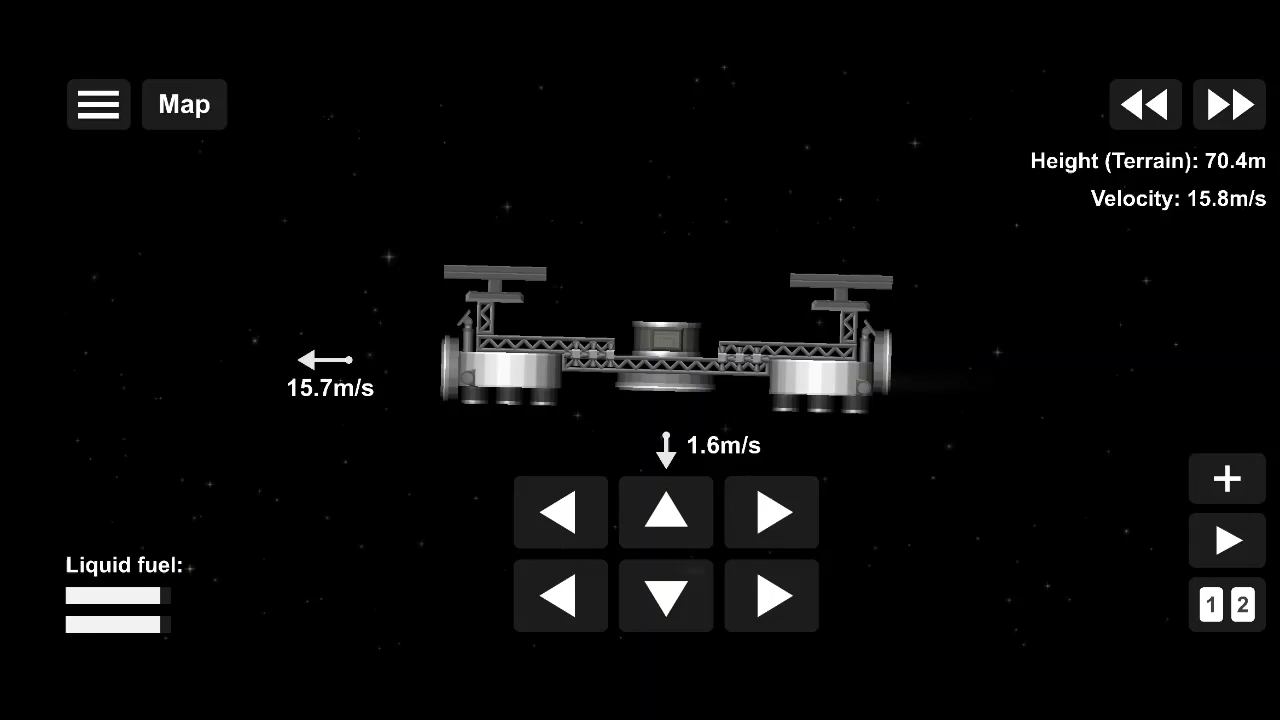 Map
Height (Terrain): 70.4m
Velocity: 15.8m/s
15.7m/s
1.6m/s
Liquid fuel:
1 2